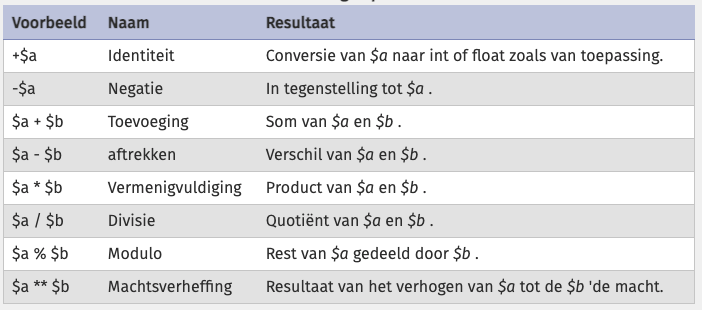 Voorbeeld Naam Resultaat
+$a Identiteit Conversie van $a naar int of float zoals van toepassing.
-$a Negatie In tegenstelling tot $a .
$a + $b Toevoeging Som van $a en $b .
$a - $b aftrekken Verschil van $a en $b .
$a * $b Vermenigvuldiging Product van $a en $b .
$a / $b Divisie Quotiënt van $a en $b .
$a % $b Modulo Rest van $a gedeeld door $b .
$a ** $b Machtsverheffing Resultaat van het verhogen van $a tot de $b 'de macht.